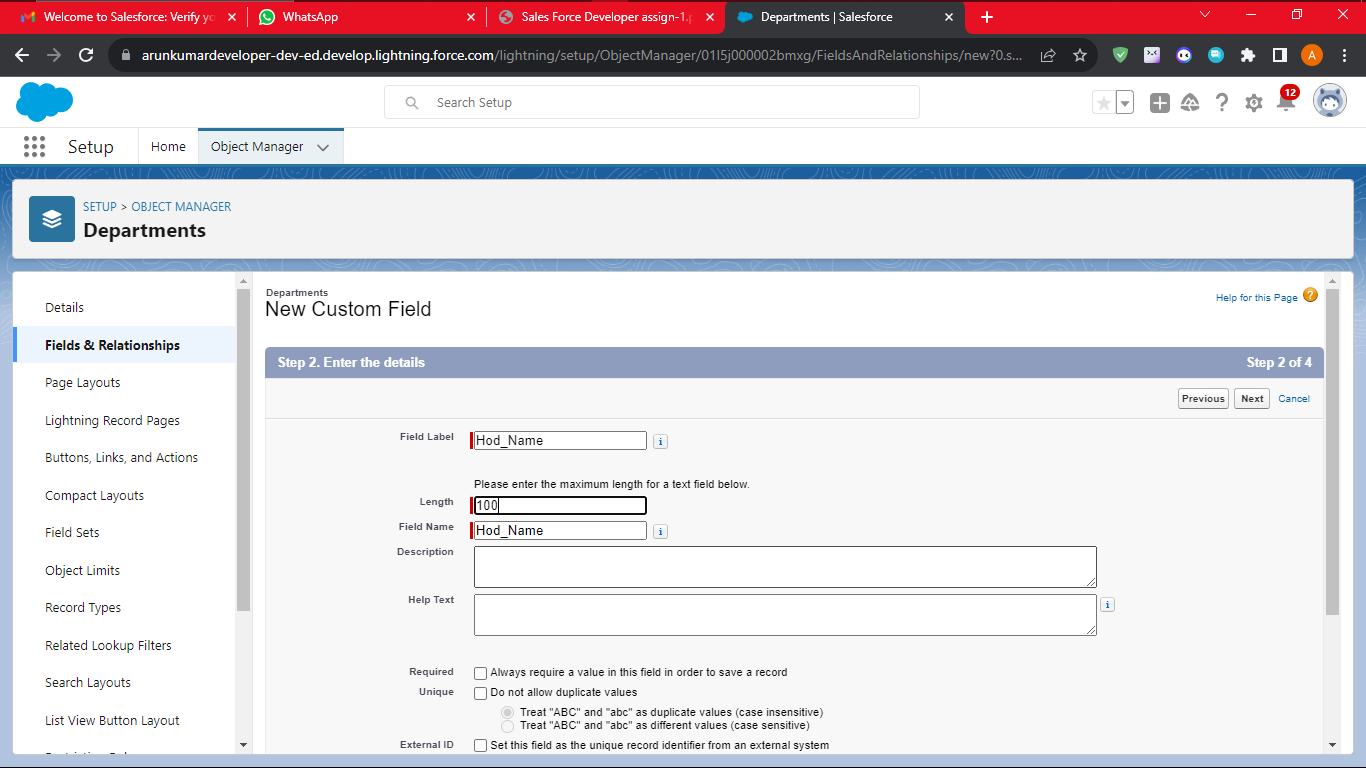 Welcome to Salesforce: Verify yo
WhatsApp
Sales Force Developer assign-1.p
Departments | Salesforce
arunkumardeveloper-dev-ed.develop.lightning.force.com/lightning/setup/ObjectManager/01I5j000002bmxg/FieldsAndRelationships/new?0.s...
A
Search Setup
12
Setup
Home
Object Manager
SETUP > OBJECT MANAGER
Departments
Details
Fields & Relationships
Page Layouts
Lightning Record Pages
Buttons, Links, and Actions
Compact Layouts
Field Sets
Object Limits
Record Types
Related Lookup Filters
Search Layouts
List View Button Layout
Departments
New Custom Field
Help for this Page
Step 2. Enter the details
Step 2 of 4
Previous
Next
Cancel
Field Label
Hod_Name
Please enter the maximum length for a text field below.
Length
100
Field Name
Hod_Name
Description
Help Text
Required
Always require a value in this field in order to save a record
Unique
Do not allow duplicate values
Treat "ABC" and "abc" as duplicate values (case insensitive)
Treat "ABC" and "abc" as different values (case sensitive)
External ID
Set this field as the unique record identifier from an external system